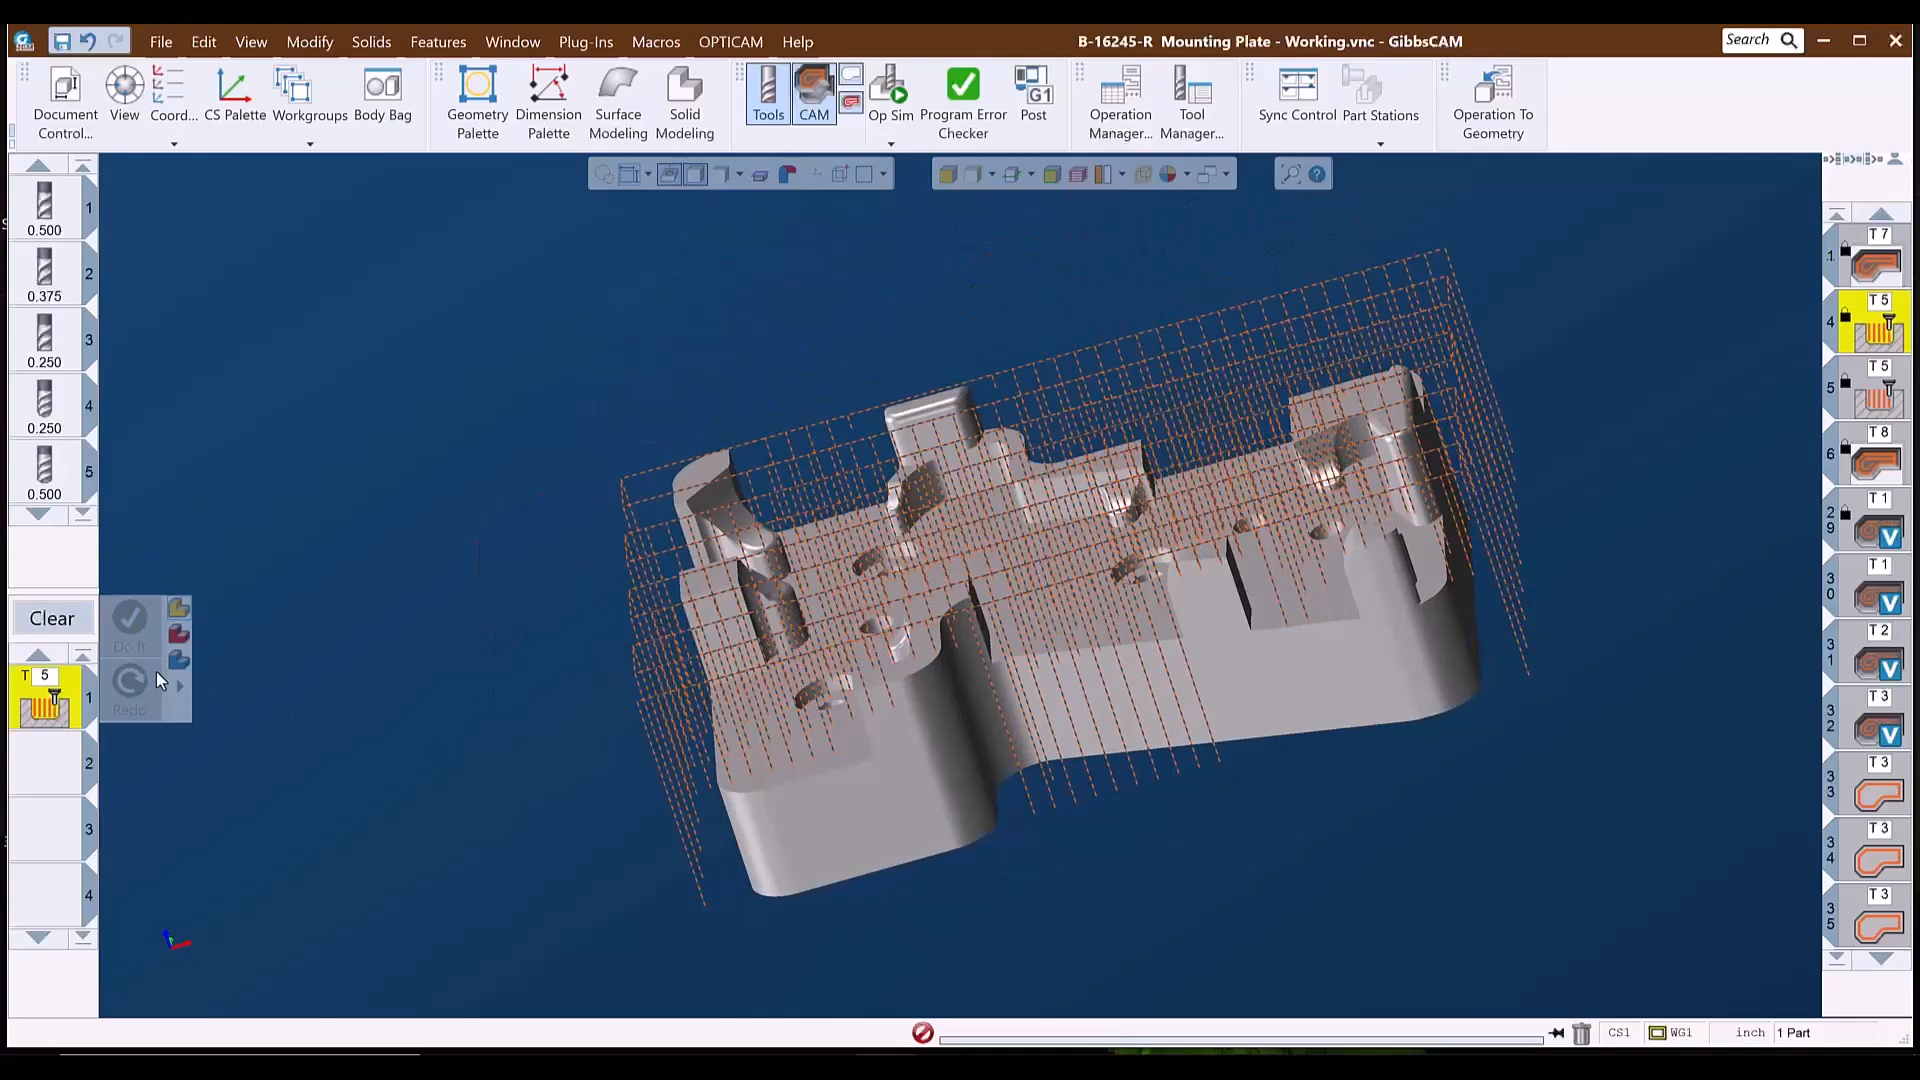 File Edit View Modify Solids Features Window Plug-Ins Macros OPTICAM Help
B-16245-R Mounting Plate - Working.vnc - GibbsCAM
Search
Document Control...
View
Coord...
CS Palette
Workgroups
Body Bag
Geometry Palette
Dimension Palette
Surface Modeling
Solid Modeling
Tools
CAM
Op Sim
Program Error Checker
G1
Post
Operation Manager...
Tool Manager...
Sync Control
Part Stations
Operation To Geometry
1
0.500
2
0.375
3
0.250
4
0.250
5
0.500
Clear
Do It
Redo
T 5
1
2
3
4
T 7
1
T 5
4
T 5
5
T 8
6
T 1
29
V
T 1
30
V
T 2
31
V
T 3
32
V
T 3
33
T 3
34
T 3
35
CS1
WG1
inch
1 Part